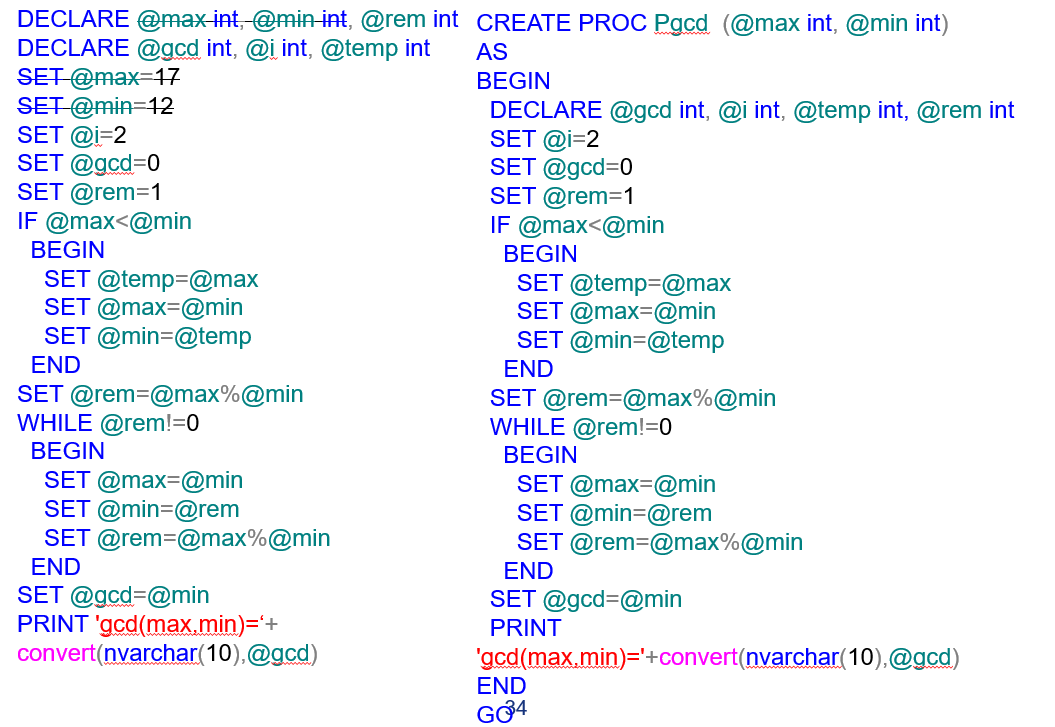 DECLARE @max int, @min int, @rem int
DECLARE @gcd int, @i int, @temp int
SET @max=17
SET @min=12
SET @i=2
SET @gcd=0
SET @rem=1
IF @max<@min
BEGIN
SET @temp=@max
SET @max=@min
SET @min=@temp
END
SET @rem=@max%@min
WHILE @rem!=0
BEGIN
SET @max=@min
SET @min=@rem
SET @rem=@max%@min
END
SET @gcd=@min
PRINT 'gcd(max,min)=‘+
convert(nvarchar(10),@gcd)
CREATE PROC Pgcd (@max int, @min int)
AS
BEGIN
DECLARE @gcd int, @i int, @temp int, @rem int
SET @i=2
SET @gcd=0
SET @rem=1
IF @max<@min
BEGIN
SET @temp=@max
SET @max=@min
SET @min=@temp
END
SET @rem=@max%@min
WHILE @rem!=0
BEGIN
SET @max=@min
SET @min=@rem
SET @rem=@max%@min
END
SET @gcd=@min
PRINT
'gcd(max,min)='+convert(nvarchar(10),@gcd)
END
GO
34